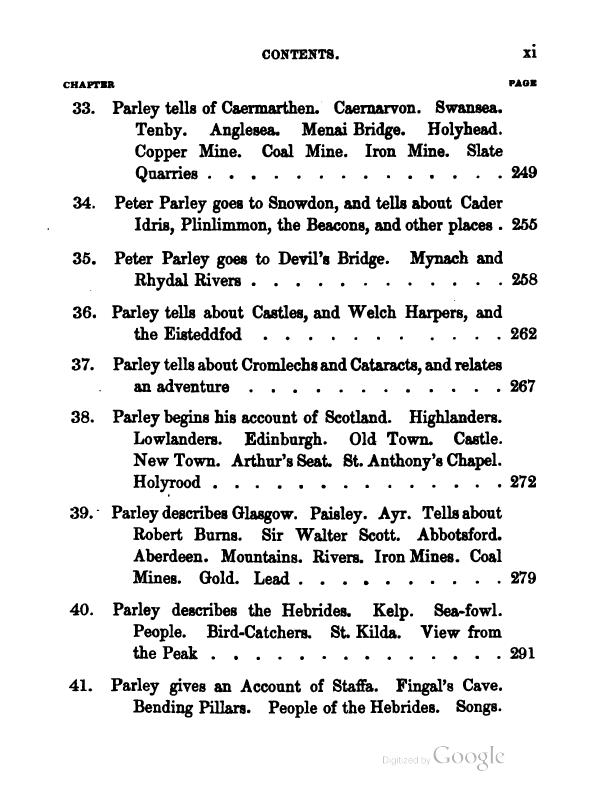 CONTENTS. xi
CHAPTER PAGE
33. Parley tells of Caermarthen. Caernarvon. Swansea.
Tenby. Anglesea. Menai Bridge. Holyhead.
Copper Mine. Coal Mine. Iron Mine. Slate
Quarries . . . . . . . . . . . . . . 249
34. Peter Parley goes to Snowdon, and tells about Cader
Idris, Plinlimmon, the Beacons, and other places . 255
35. Peter Parley goes to Devil's Bridge. Mynach and
Rhydal Rivers . . . . . . . . . . . . 258
36. Parley tells about Castles, and Welch Harpers, and
the Eisteddfod . . . . . . . . . . . 262
37. Parley tells about Cromlechs and Cataracts, and relates
an adventure . . . . . . . . . . . . 267
38. Parley begins his account of Scotland. Highlanders.
Lowlanders. Edinburgh. Old Town. Castle.
New Town. Arthur's Seat. St. Anthony's Chapel.
Holyrood . . . . . . . . . . . . . . 272
39. Parley describes Glasgow. Paisley. Ayr. Tells about
Robert Burns. Sir Walter Scott. Abbotsford.
Aberdeen. Mountains. Rivers. Iron Mines. Coal
Mines. Gold. Lead . . . . . . . . . . 279
40. Parley describes the Hebrides. Kelp. Sea-fowl.
People. Bird-Catchers. St. Kilda. View from
the Peak . . . . . . . . . . . . . . 291
41. Parley gives an Account of Staffa. Fingal's Cave.
Bending Pillars. People of the Hebrides. Songs.
Digitized by Google